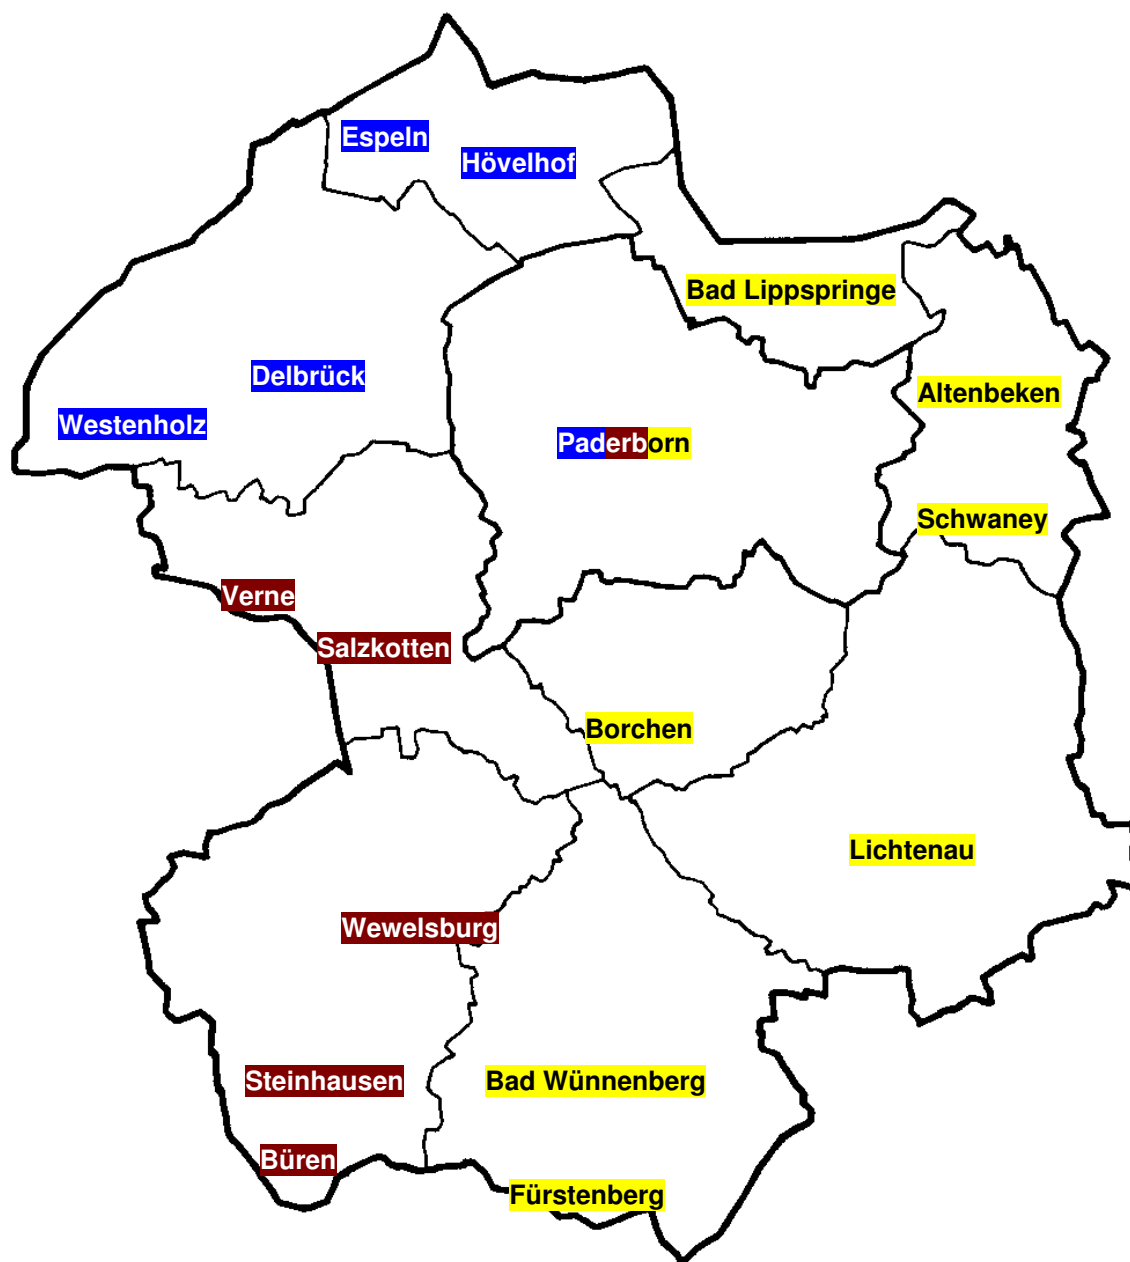 Espeln
Hövelhof
Bad Lippspringe
Delbrück
Altenbeken
Westenholz
Paderborn
Schwaney
Verne
Salzkotten
Borchen
Lichtenau
Wewelsburg
Steinhausen
Bad Wünnenberg
Büren
Fürstenberg